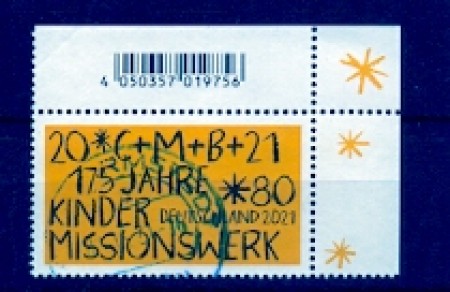 4 050357 019756
20*C+M+B+21
175 JAHRE
*80
KINDER
DEUTSCHLAND 2021
MISSIONSWERK